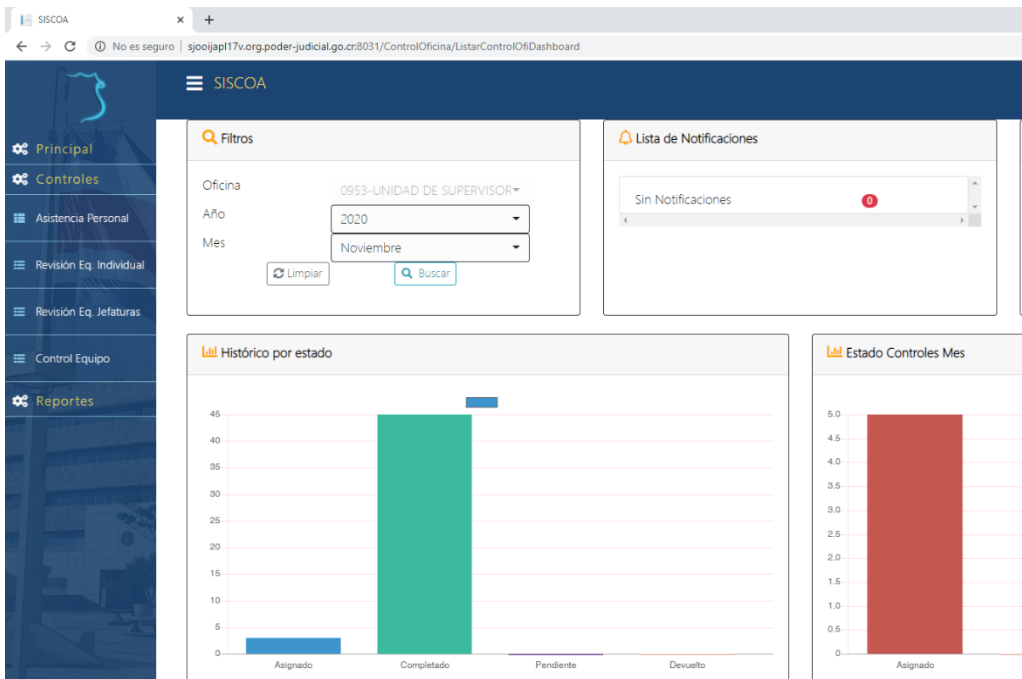 SISCOA
No es seguro | sjooijapl17v.org.poder-judicial.go.cr:8031/ControlOficina/ListarControlOfiDashboard
SISCOA
Principal
Controles
Asistencia Personal
Revisión Eq. Individual
Revisión Eq. Jefaturas
Control Equipo
Reportes
Filtros
Oficina
0953-UNIDAD DE SUPERVISOR
Año
2020
Mes
Noviembre
Limpiar
Buscar
Lista de Notificaciones
Sin Notificaciones
0
Histórico por estado
45
40
35
30
25
20
15
10
5
0
Asignado
Completado
Pendiente
Devuelto
Estado Controles Mes
5.0
4.5
4.0
3.5
3.0
2.5
2.0
1.5
1.0
0.5
0
Asignado